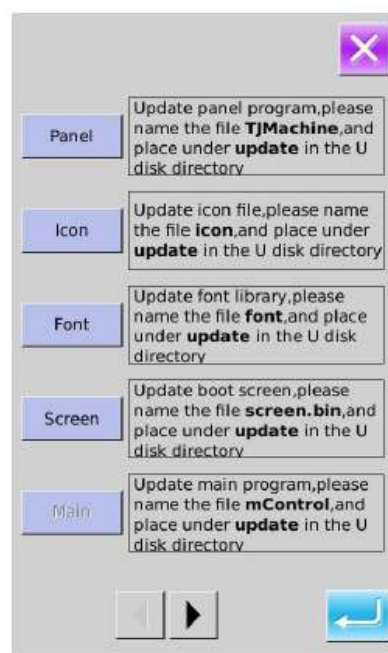 Panel
Update panel program,please
name the file TJMachine,and
place under update in the U
disk directory
Icon
Update icon file,please name
the file icon,and place under
update in the U disk directory
Font
Update font library,please
name the file font,and place
under update in the U disk
directory
Screen
Update boot screen,please
name the file screen.bin,and
place under update in the U
disk directory
Main
Update main program,please
name the file mControl,and
place under update in the U
disk directory